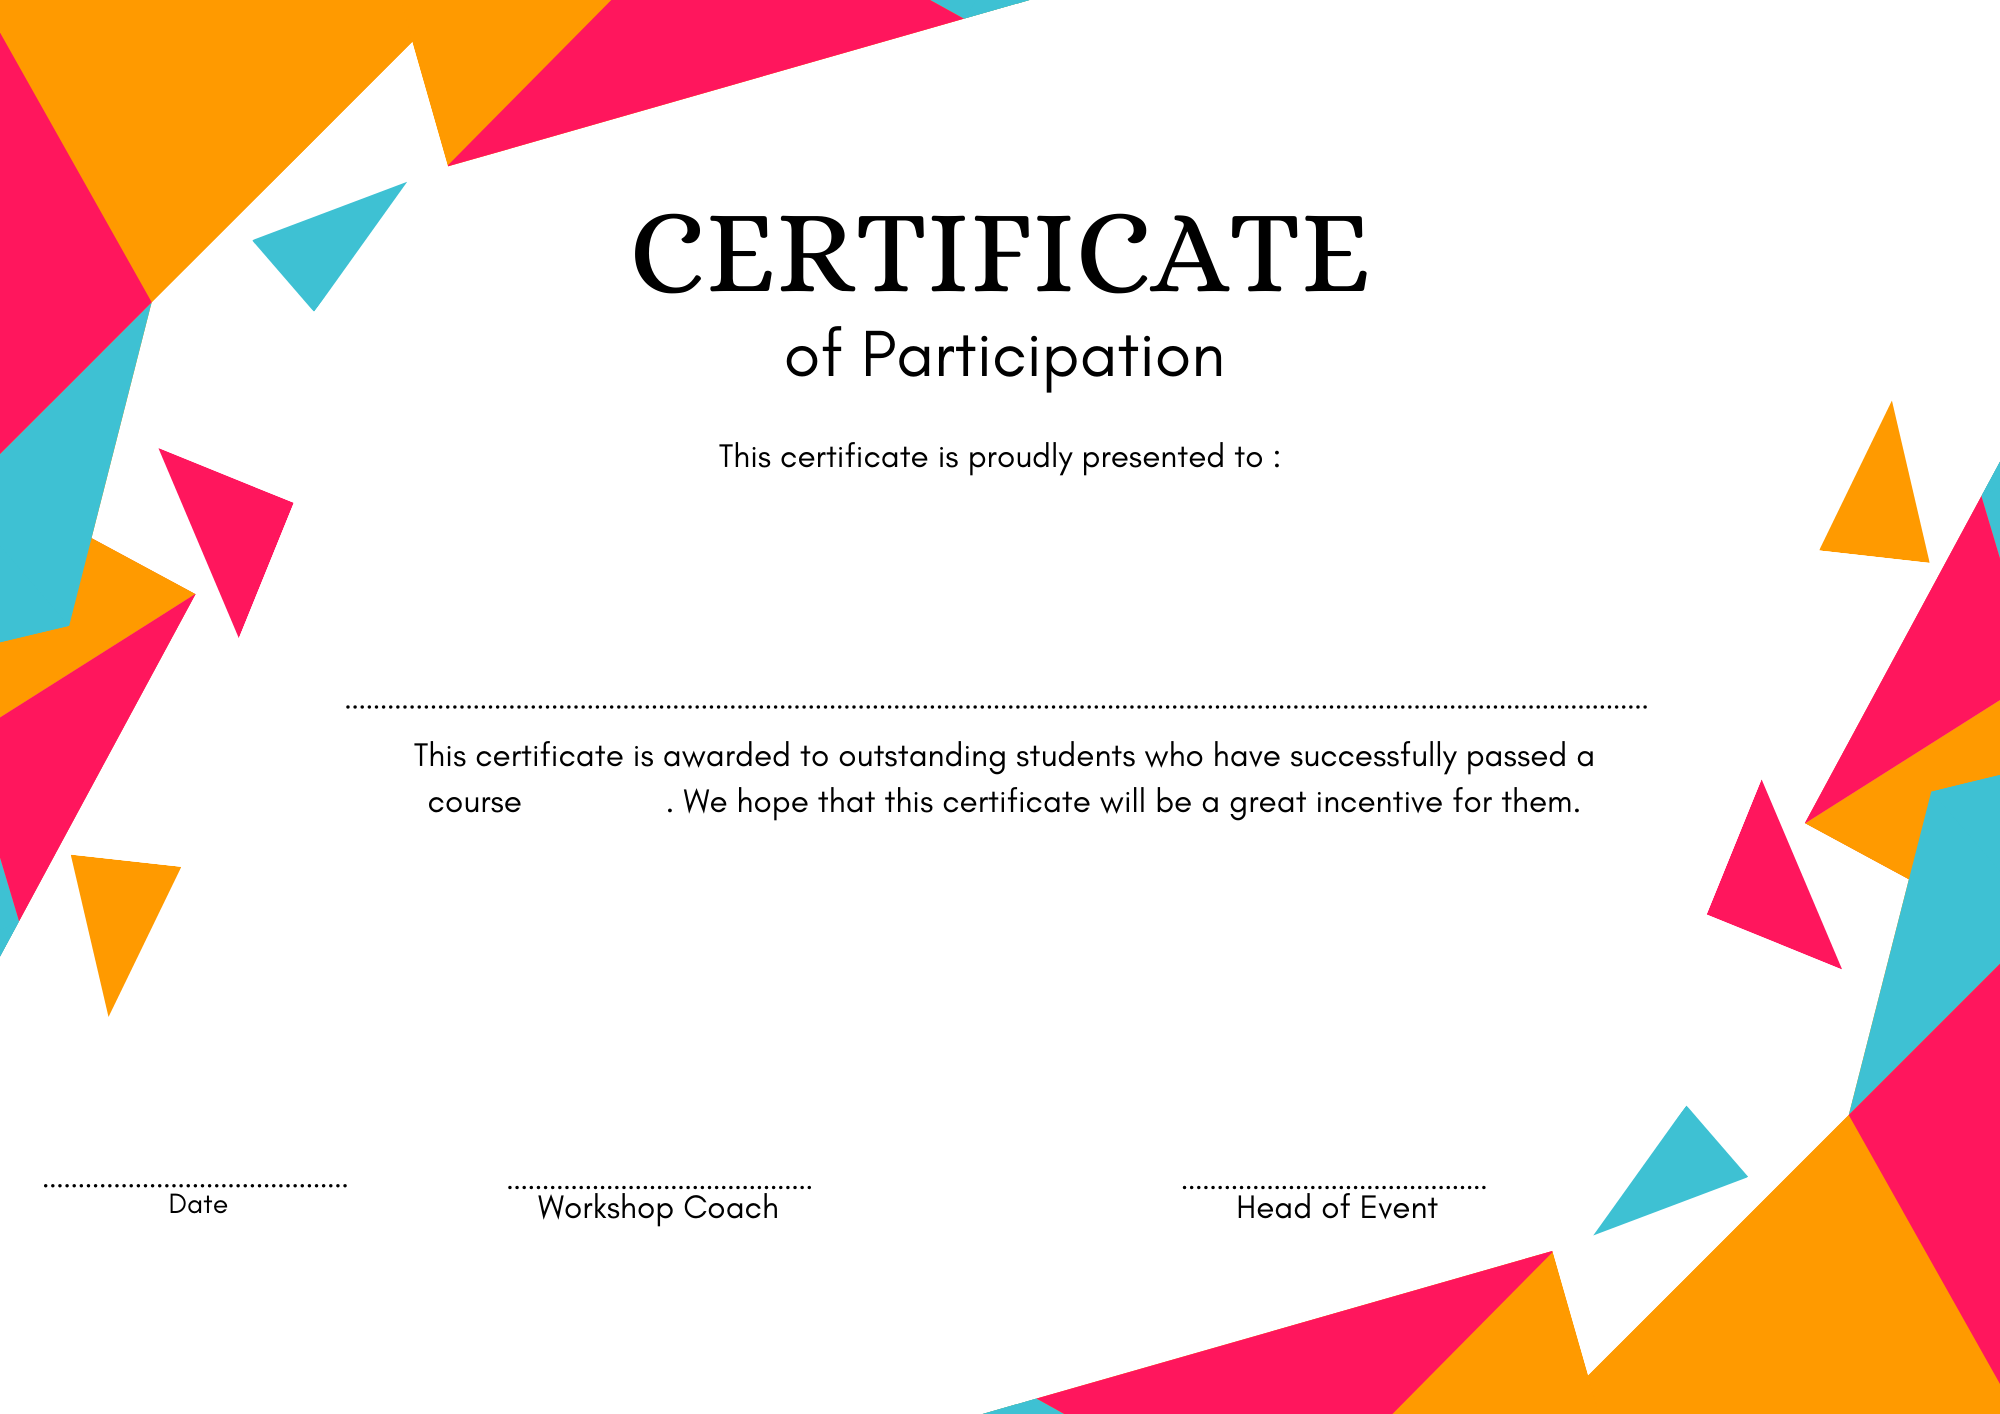 CERTIFICATE
of Participation
This certificate is proudly presented to :
This certificate is awarded to outstanding students who have successfully passed a
course . We hope that this certificate will be a great incentive for them.
Date
Workshop Coach
Head of Event